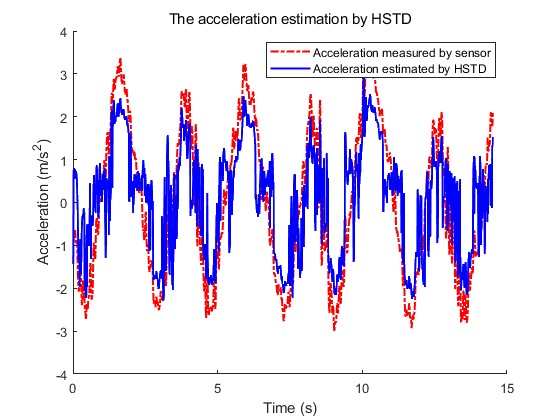 The acceleration estimation by HSTD
Acceleration measured by sensor
Acceleration estimated by HSTD
Acceleration (m/s²)
4
3
2
1
0
-1
-2
-3
-4
0
5
10
15
Time (s)